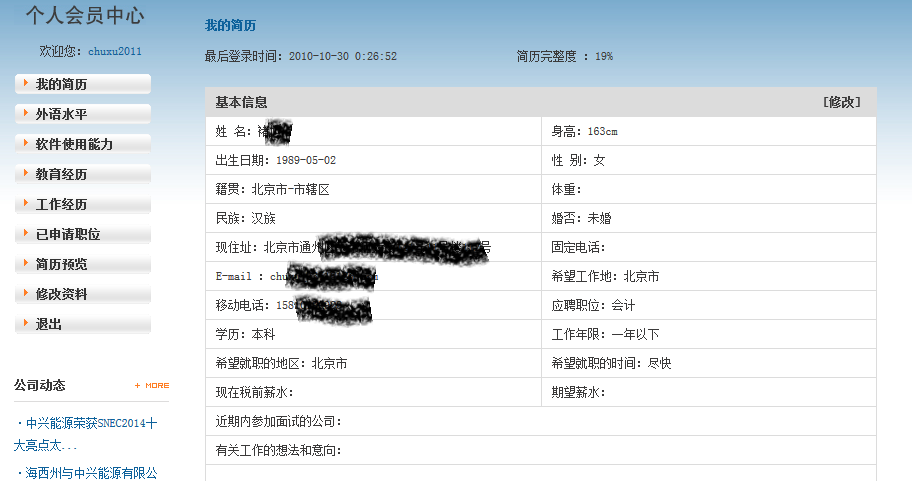 个人会员中心
欢迎您：chuxu2011
我的简历
外语水平
软件使用能力
教育经历
工作经历
已申请职位
简历预览
修改资料
退出
公司动态 + MORE
·中兴能源荣获SNEC2014十
大亮点太...
·海西州与中兴能源有限公
我的简历
最后登录时间：2010-10-30 0:26:52 简历完整度 ：19%
基本信息 [修改]
姓 名： 身高：163cm
出生日期：1989-05-02 性 别：女
籍贯：北京市-市辖区 体重：
民族：汉族 婚否：未婚
现住址：北京市通州 号 固定电话：
E-mail ：chu 希望工作地：北京市
移动电话：158 应聘职位：会计
学历：本科 工作年限：一年以下
希望就职的地区：北京市 希望就职的时间：尽快
现在税前薪水： 期望薪水：
近期内参加面试的公司：
有关工作的想法和意向：